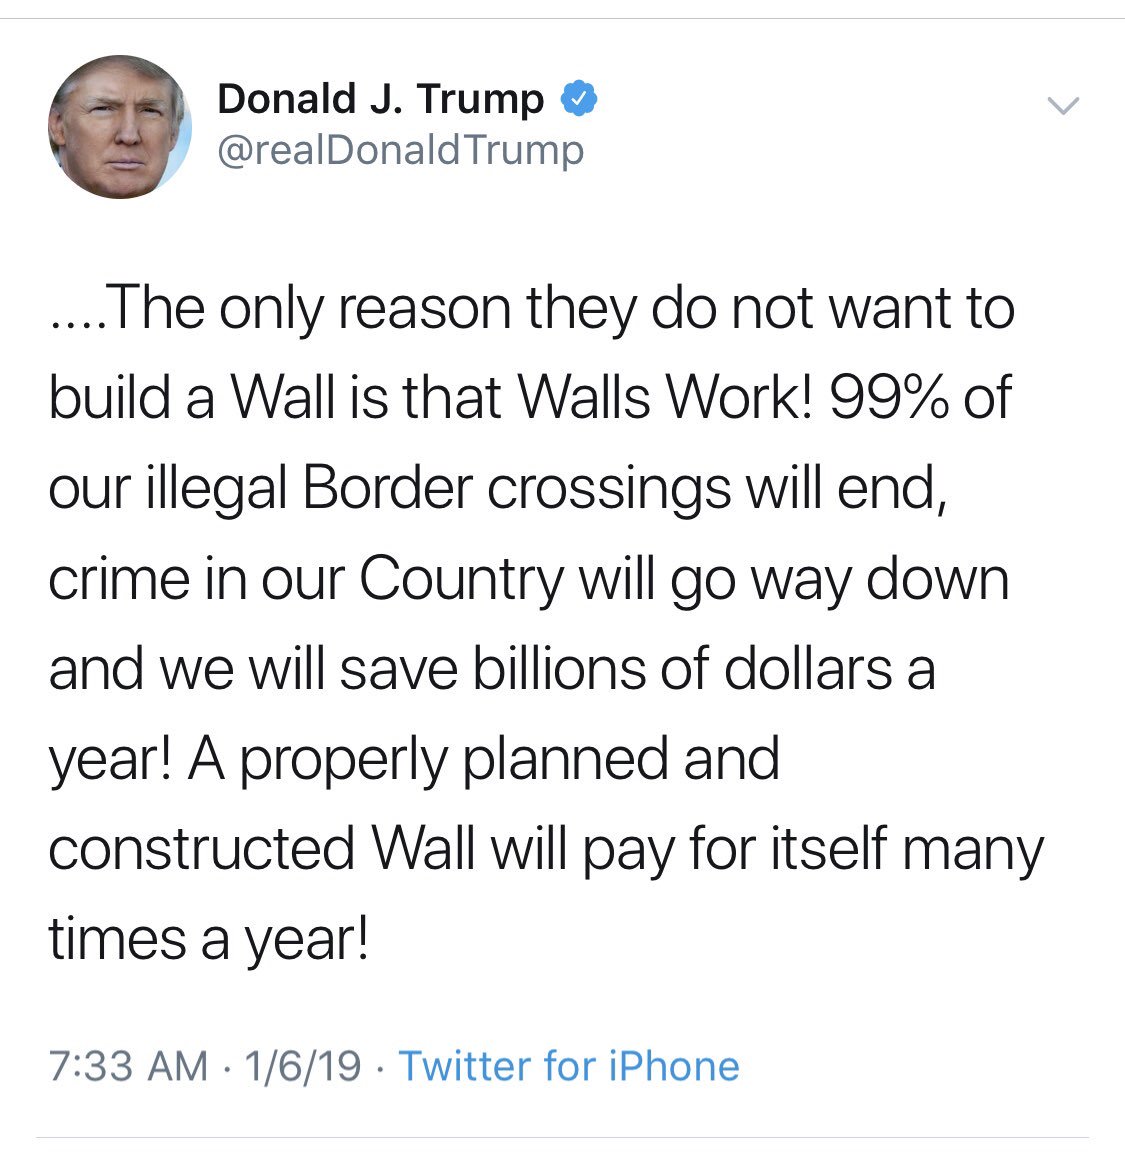 Donald J. Trump
@realDonaldTrump
....The only reason they do not want to
build a Wall is that Walls Work! 99% of
our illegal Border crossings will end,
crime in our Country will go way down
and we will save billions of dollars a
year! A properly planned and
constructed Wall will pay for itself many
times a year!
7:33 AM · 1/6/19 · Twitter for iPhone